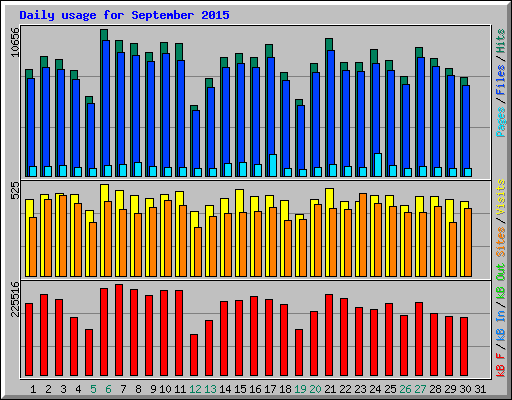 Daily usage for September 2015
10656
Pages / Files / Hits
525
Sites / Visits
225516
kB F / kB In / kB Out
1 2 3 4 5 6 7 8 9 10 11 12 13 14 15 16 17 18 19 20 21 22 23 24 25 26 27 28 29 30 31